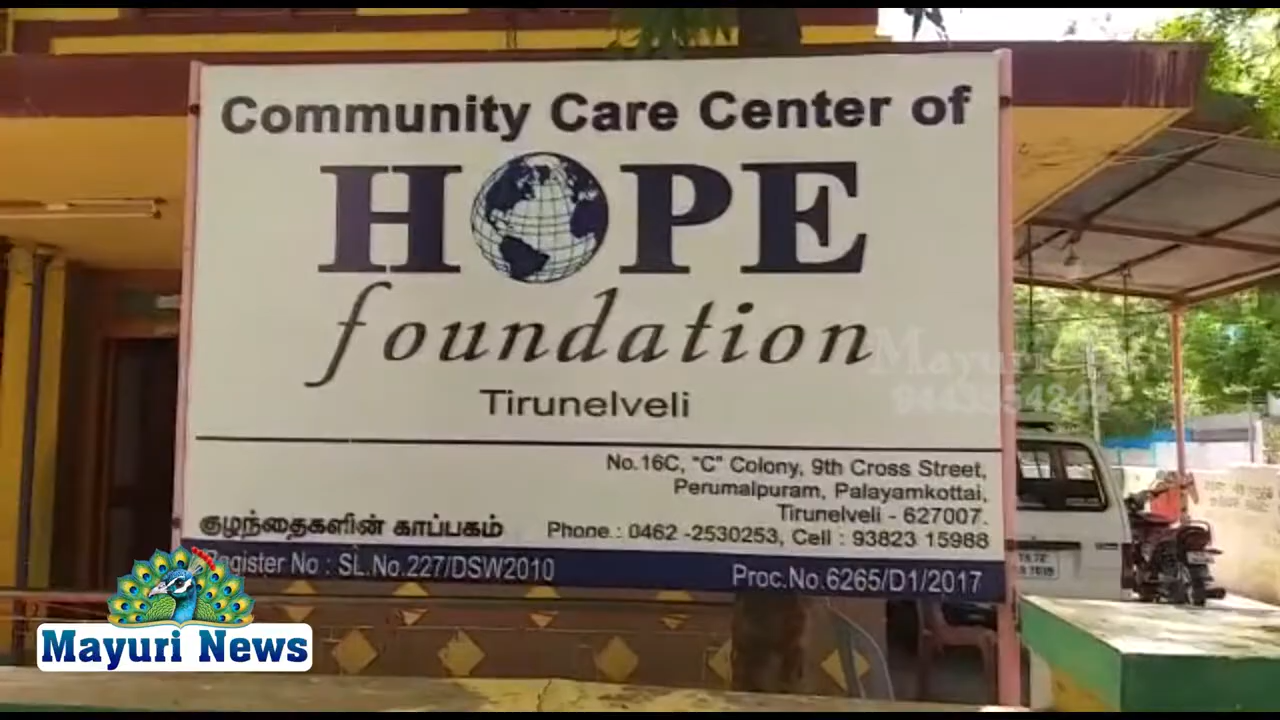 Community Care Center of
HOPE
foundation
Tirunelveli
No.16C, "C" Colony, 9th Cross Street,
Perumalpuram, Palayamkottai,
Tirunelveli - 627007.
குழந்தைகளின் காப்பகம்
Phone : 0462 -2530253, Cell : 93823 15988
Register No : SL.No.227/DSW2010
Proc.No.6265/D1/2017
Mayuri
Mayuri News